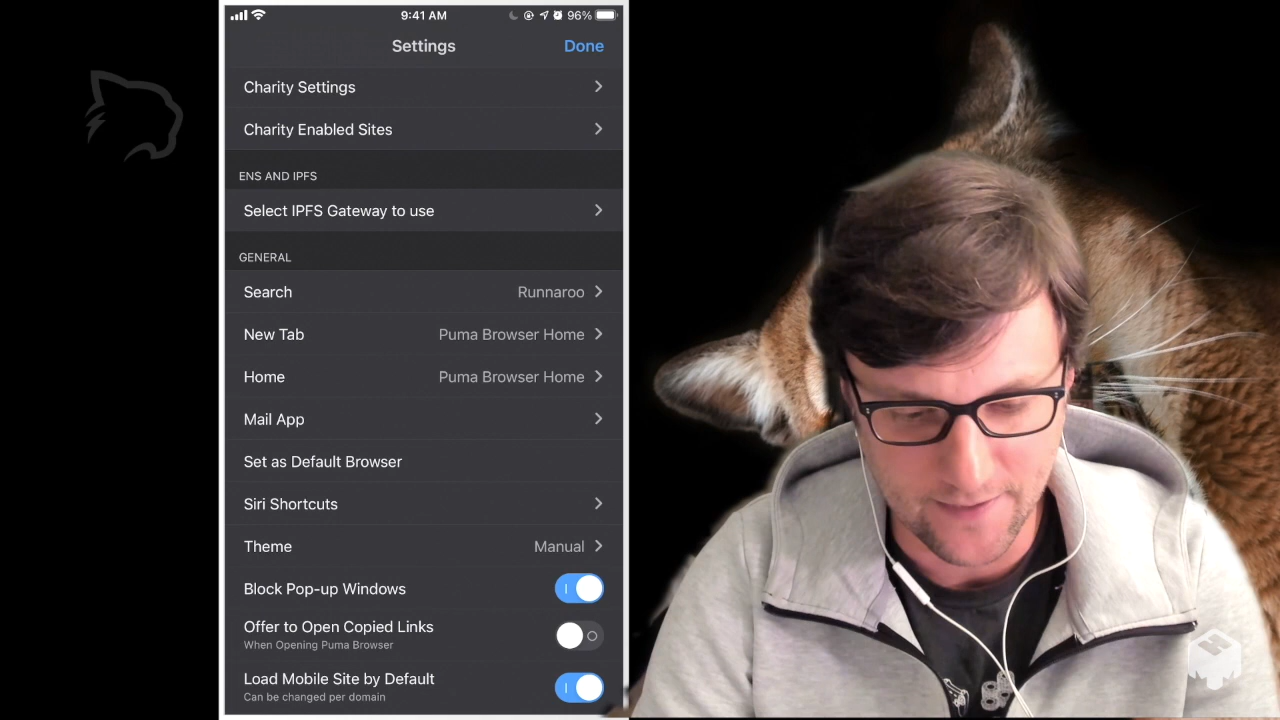 9:41 AM 96%
Settings
Done
Charity Settings
Charity Enabled Sites
ENS AND IPFS
Select IPFS Gateway to use
GENERAL
Search Runnaroo
New Tab Puma Browser Home
Home Puma Browser Home
Mail App
Set as Default Browser
Siri Shortcuts
Theme Manual
Block Pop-up Windows
Offer to Open Copied Links
When Opening Puma Browser
Load Mobile Site by Default
Can be changed per domain